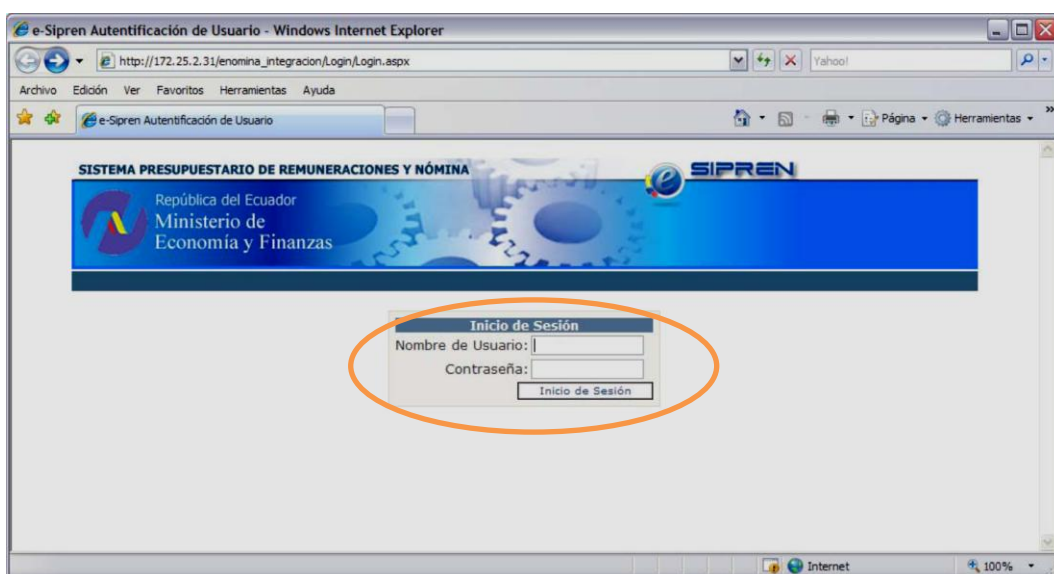 e-Sipren Autentificación de Usuario - Windows Internet Explorer
http://172.25.2.31/enomina_integracion/Login/Login.aspx
Yahoo!
Archivo Edición Ver Favoritos Herramientas Ayuda
e-Sipren Autentificación de Usuario
Página
Herramientas
SISTEMA PRESUPUESTARIO DE REMUNERACIONES Y NÓMINA
e SIPREN
República del Ecuador
Ministerio de
Economía y Finanzas
Inicio de Sesión
Nombre de Usuario:
Contraseña:
Inicio de Sesión
Internet
100%